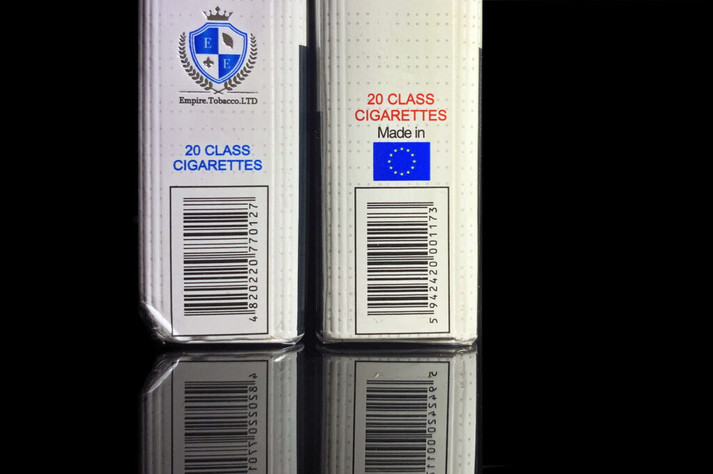 E
E
Empire.Tobacco.LTD
20 CLASS
CIGARETTES
4 820220 770127
20 CLASS
CIGARETTES
Made in
5 942420 001173